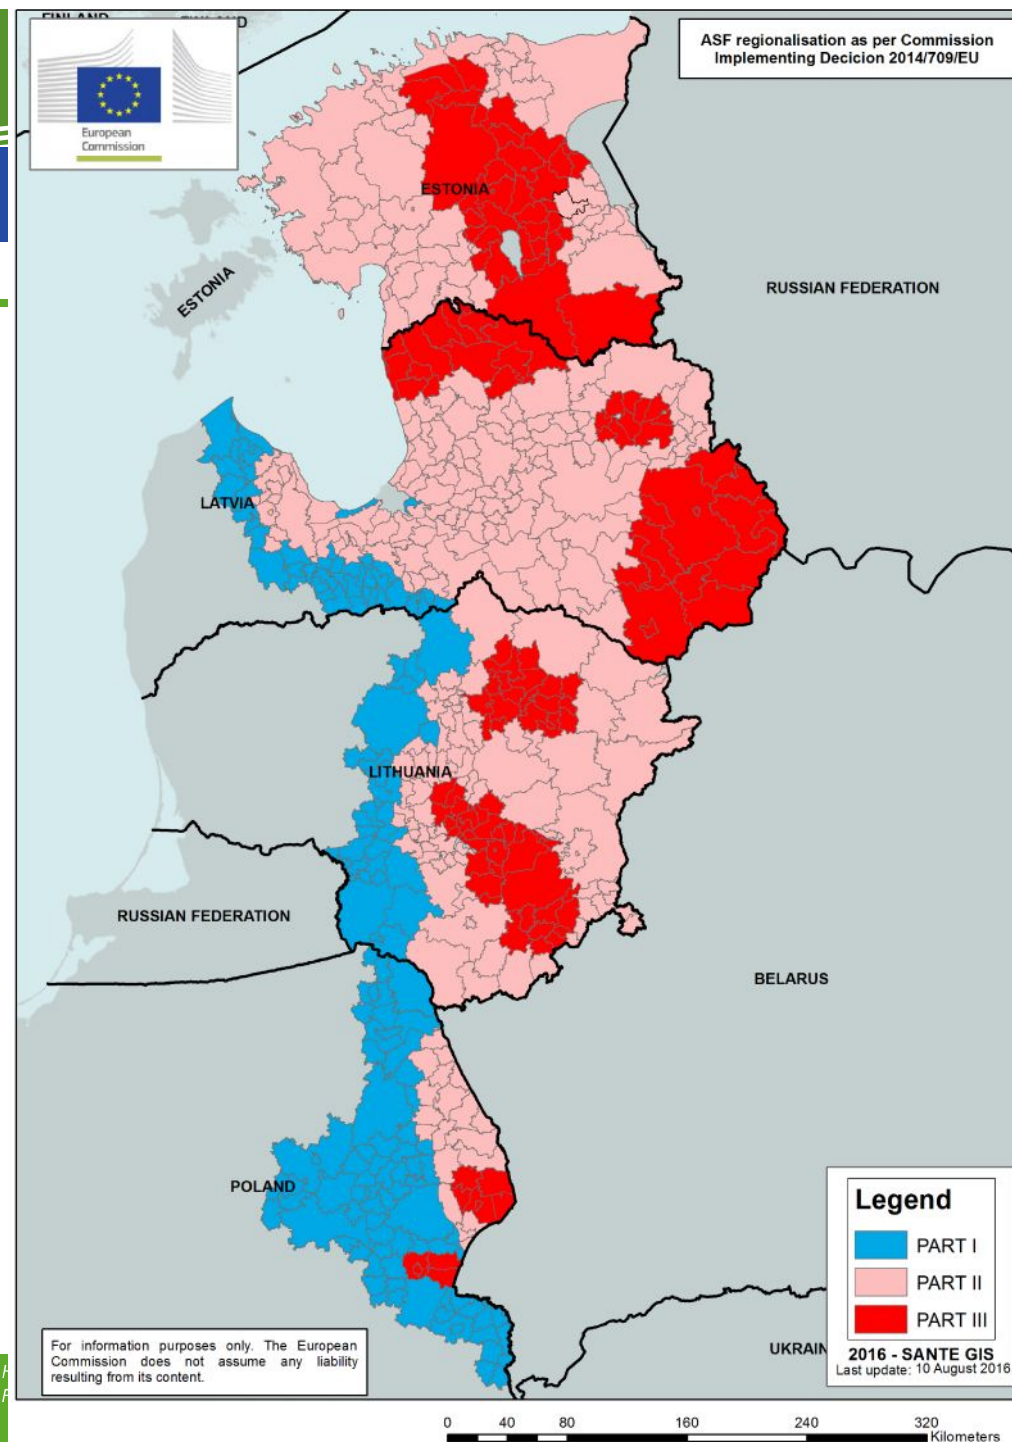 FINLAND
European
Commission
ASF regionalisation as per Commission
Implementing Decicion 2014/709/EU
ESTONIA
ESTONIA
RUSSIAN FEDERATION
LATVIA
LITHUANIA
RUSSIAN FEDERATION
BELARUS
POLAND
Legend
PART I
PART II
PART III
UKRAIN
2016 - SANTE GIS
Last update: 10 August 2016
For information purposes only. The European
Commission does not assume any liability
resulting from its content.
0 40 80 160 240 320
Kilometers